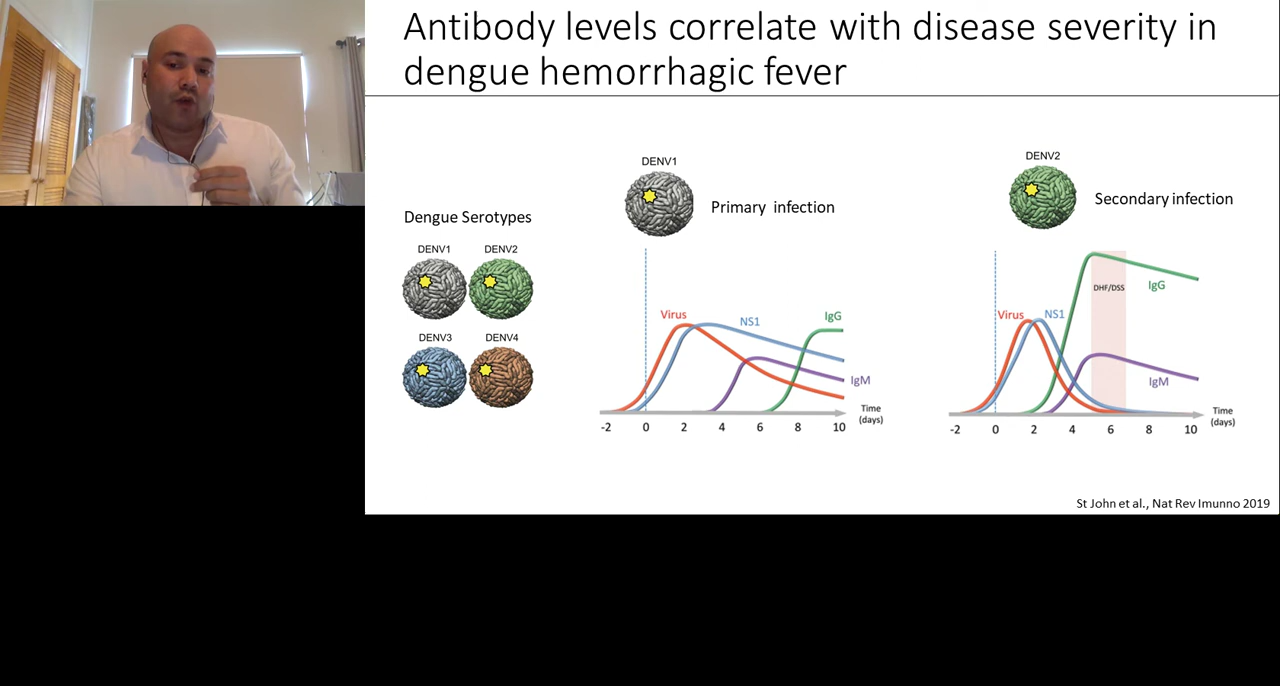 Antibody levels correlate with disease severity in
dengue hemorrhagic fever
Dengue Serotypes
DENV1
DENV2
DENV3
DENV4
DENV1
Primary infection
Virus
NS1
IgG
IgM
Time
(days)
-2 0 2 4 6 8 10
DENV2
Secondary infection
Virus
NS1
DHF/DSS
IgG
IgM
Time
(days)
-2 0 2 4 6 8 10
St John et al., Nat Rev Imunno 2019